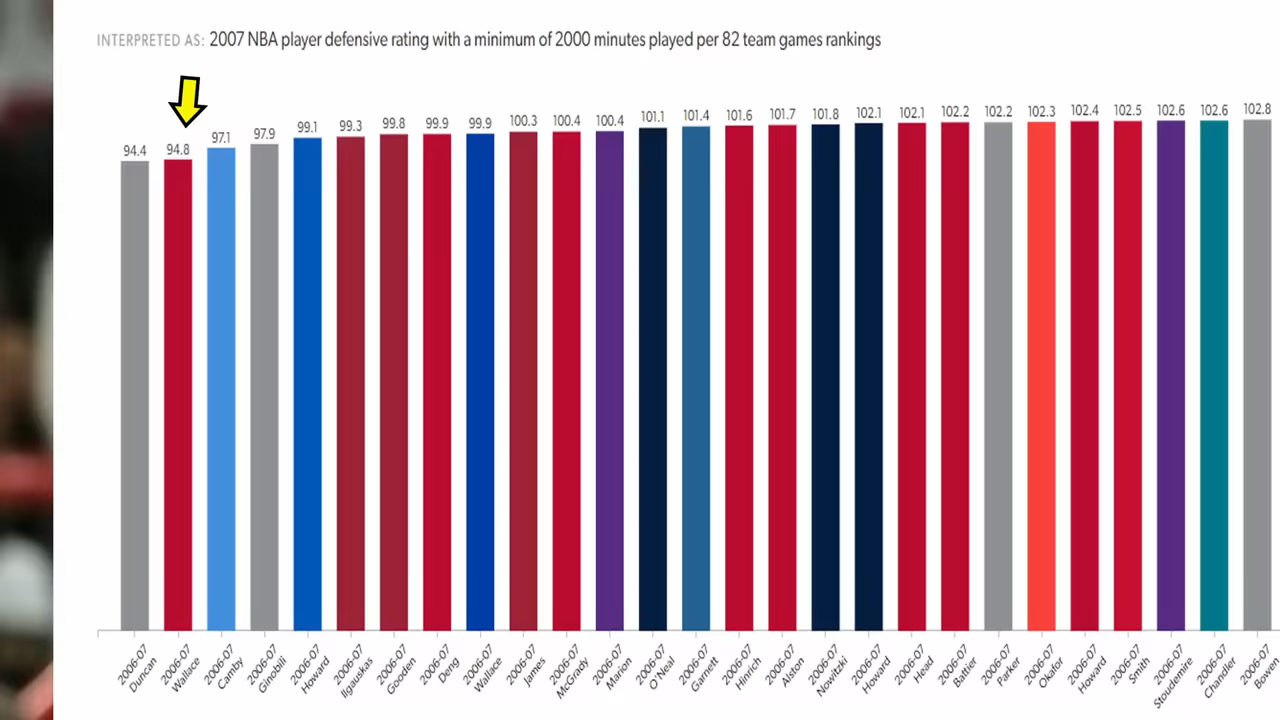 INTERPRETED AS: 2007 NBA player defensive rating with a minimum of 2000 minutes played per 82 team games rankings
94.4 94.8 97.1 97.9 99.1 99.3 99.8 99.9 99.9 100.3 100.4 100.4 101.1 101.4 101.6 101.7 101.8 102.1 102.1 102.2 102.2 102.3 102.4 102.5 102.6 102.6 102.8
2006-07 Duncan
2006-07 Wallace
2006-07 Camby
2006-07 Ginobili
2006-07 Howard
2006-07 Ilgauskas
2006-07 Gooden
2006-07 Deng
2006-07 Wallace
2006-07 James
2006-07 McGrady
2006-07 Marion
2006-07 O'Neal
2006-07 Garnett
2006-07 Hinrich
2006-07 Alston
2006-07 Nowitzki
2006-07 Howard
2006-07 Head
2006-07 Battier
2006-07 Parker
2006-07 Okafor
2006-07 Howard
2006-07 Smith
2006-07 Stoudemire
2006-07 Chandler
2006-07 Bowen